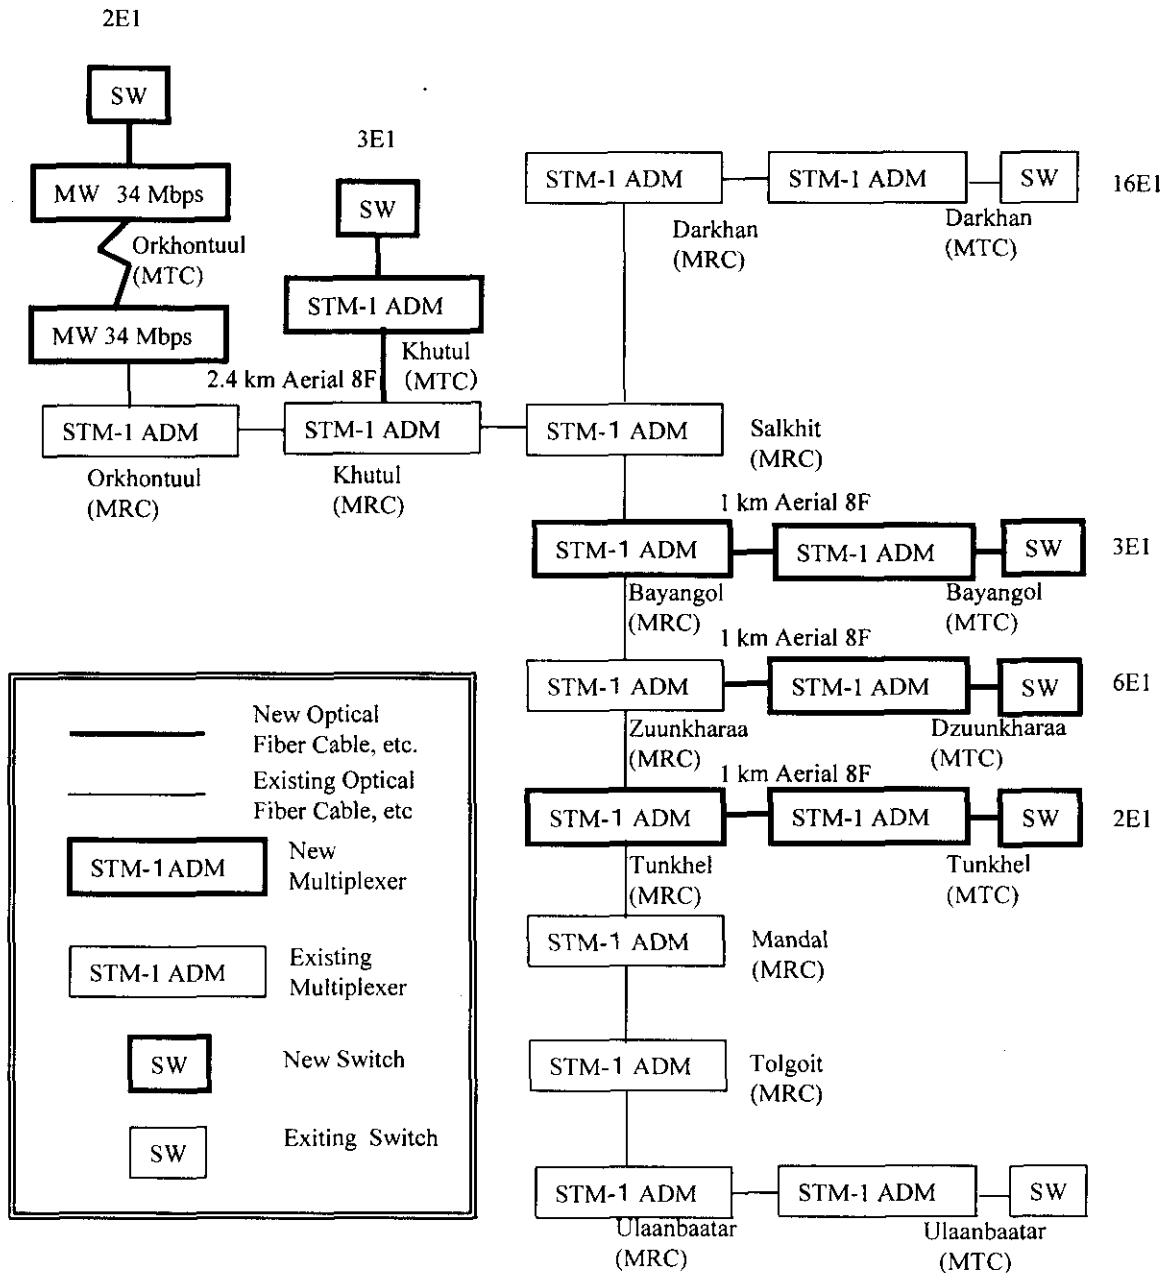 2E1
SW
MW 34 Mbps
Orkhontuul
(MTC)
MW 34 Mbps
STM-1 ADM
Orkhontuul
(MRC)
3E1
SW
STM-1 ADM
Khutul
(MTC)
2.4 km Aerial 8F
STM-1 ADM
Khutul
(MRC)
STM-1 ADM
Darkhan
(MRC)
STM-1 ADM
SW
16E1
Darkhan
(MTC)
STM-1 ADM
Salkhit
(MRC)
1 km Aerial 8F
STM-1 ADM
STM-1 ADM
SW
3E1
Bayangol
(MRC)
Bayangol
(MTC)
1 km Aerial 8F
STM-1 ADM
STM-1 ADM
SW
6E1
Zuunkharaa
(MRC)
Dzuunkharaa
(MTC)
1 km Aerial 8F
STM-1 ADM
STM-1 ADM
SW
2E1
Tunkhel
(MRC)
Tunkhel
(MTC)
STM-1 ADM
Mandal
(MRC)
STM-1 ADM
Tolgoit
(MRC)
STM-1 ADM
STM-1 ADM
SW
Ulaanbaatar
(MRC)
Ulaanbaatar
(MTC)
New Optical
Fiber Cable, etc.
Existing Optical
Fiber Cable, etc
STM-1 ADM
New
Multiplexer
STM-1 ADM
Existing
Multiplexer
SW
New Switch
SW
Exiting Switch